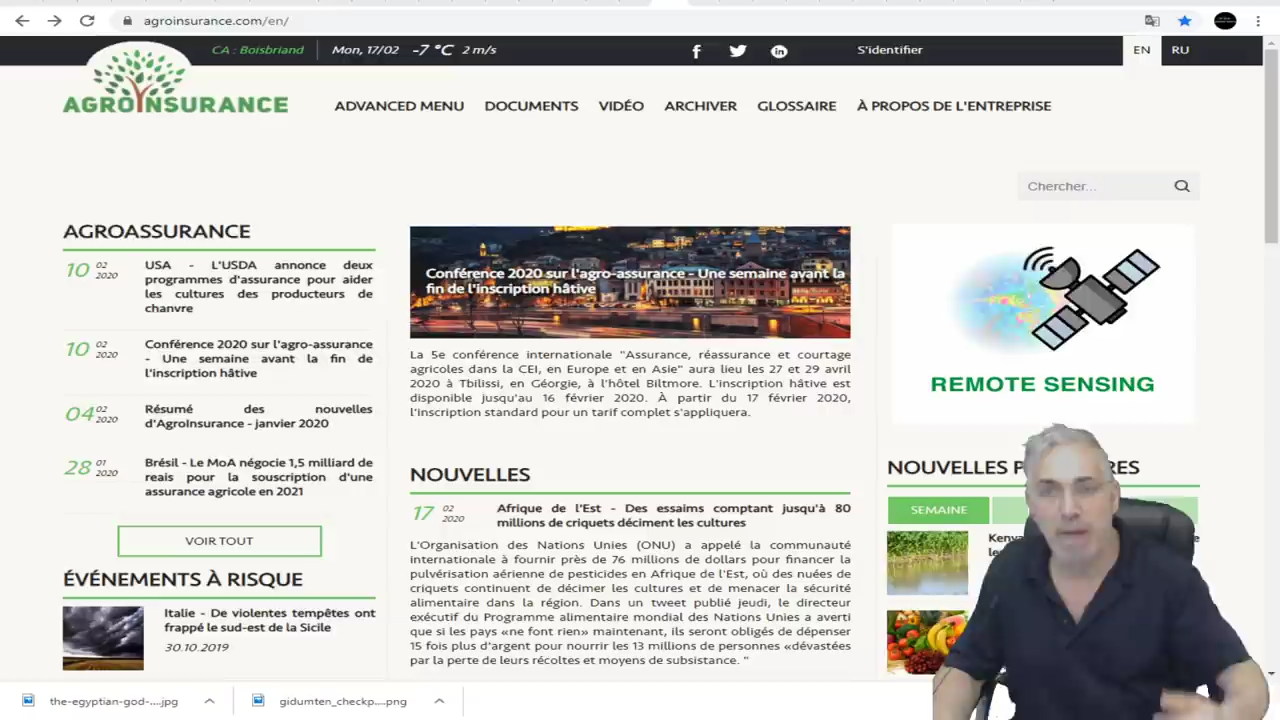 agroinsurance.com/en/
CA : Boisbriand
Mon, 17/02
-7 °C 2 m/s
S'identifier
EN
RU
AGROINSURANCE
ADVANCED MENU
DOCUMENTS
VIDÉO
ARCHIVER
GLOSSAIRE
À PROPOS DE L'ENTREPRISE
Chercher...
AGROASSURANCE
10 02 2020
USA - L'USDA annonce deux
programmes d'assurance pour aider
les cultures des producteurs de
chanvre
10 02 2020
Conférence 2020 sur l'agro-assurance
- Une semaine avant la fin de
l'inscription hâtive
04 02 2020
Résumé des nouvelles
d'AgroInsurance - janvier 2020
28 01 2020
Brésil - Le MoA négocie 1,5 milliard de
reais pour la souscription d'une
assurance agricole en 2021
VOIR TOUT
ÉVÉNEMENTS À RISQUE
Italie - De violentes tempêtes ont
frappé le sud-est de la Sicile
30.10.2019
Conférence 2020 sur l'agro-assurance - Une semaine avant la
fin de l'inscription hâtive
La 5e conférence internationale "Assurance, réassurance et courtage
agricoles dans la CEI, en Europe et en Asie" aura lieu les 27 et 29 avril
2020 à Tbilissi, en Géorgie, à l'hôtel Biltmore. L'inscription hâtive est
disponible jusqu'au 16 février 2020. À partir du 17 février 2020,
l'inscription standard pour un tarif complet s'appliquera.
NOUVELLES
17 02 2020
Afrique de l'Est - Des essaims comptant jusqu'à 80
millions de criquets déciment les cultures
L'Organisation des Nations Unies (ONU) a appelé la communauté
internationale à fournir près de 76 millions de dollars pour financer la
pulvérisation aérienne de pesticides en Afrique de l'Est, où des nuées de
criquets continuent de décimer les cultures et de menacer la sécurité
alimentaire dans la région. Dans un tweet publié jeudi, le directeur
exécutif du Programme alimentaire mondial des Nations Unies a averti
que si les pays «ne font rien» maintenant, ils seront obligés de dépenser
15 fois plus d'argent pour nourrir les 13 millions de personnes «dévastées
par la perte de leurs récoltes et moyens de subsistance. "
REMOTE SENSING
NOUVELLES
SEMAINE
the-egyptian-god-....jpg
gidumten_checkp....png